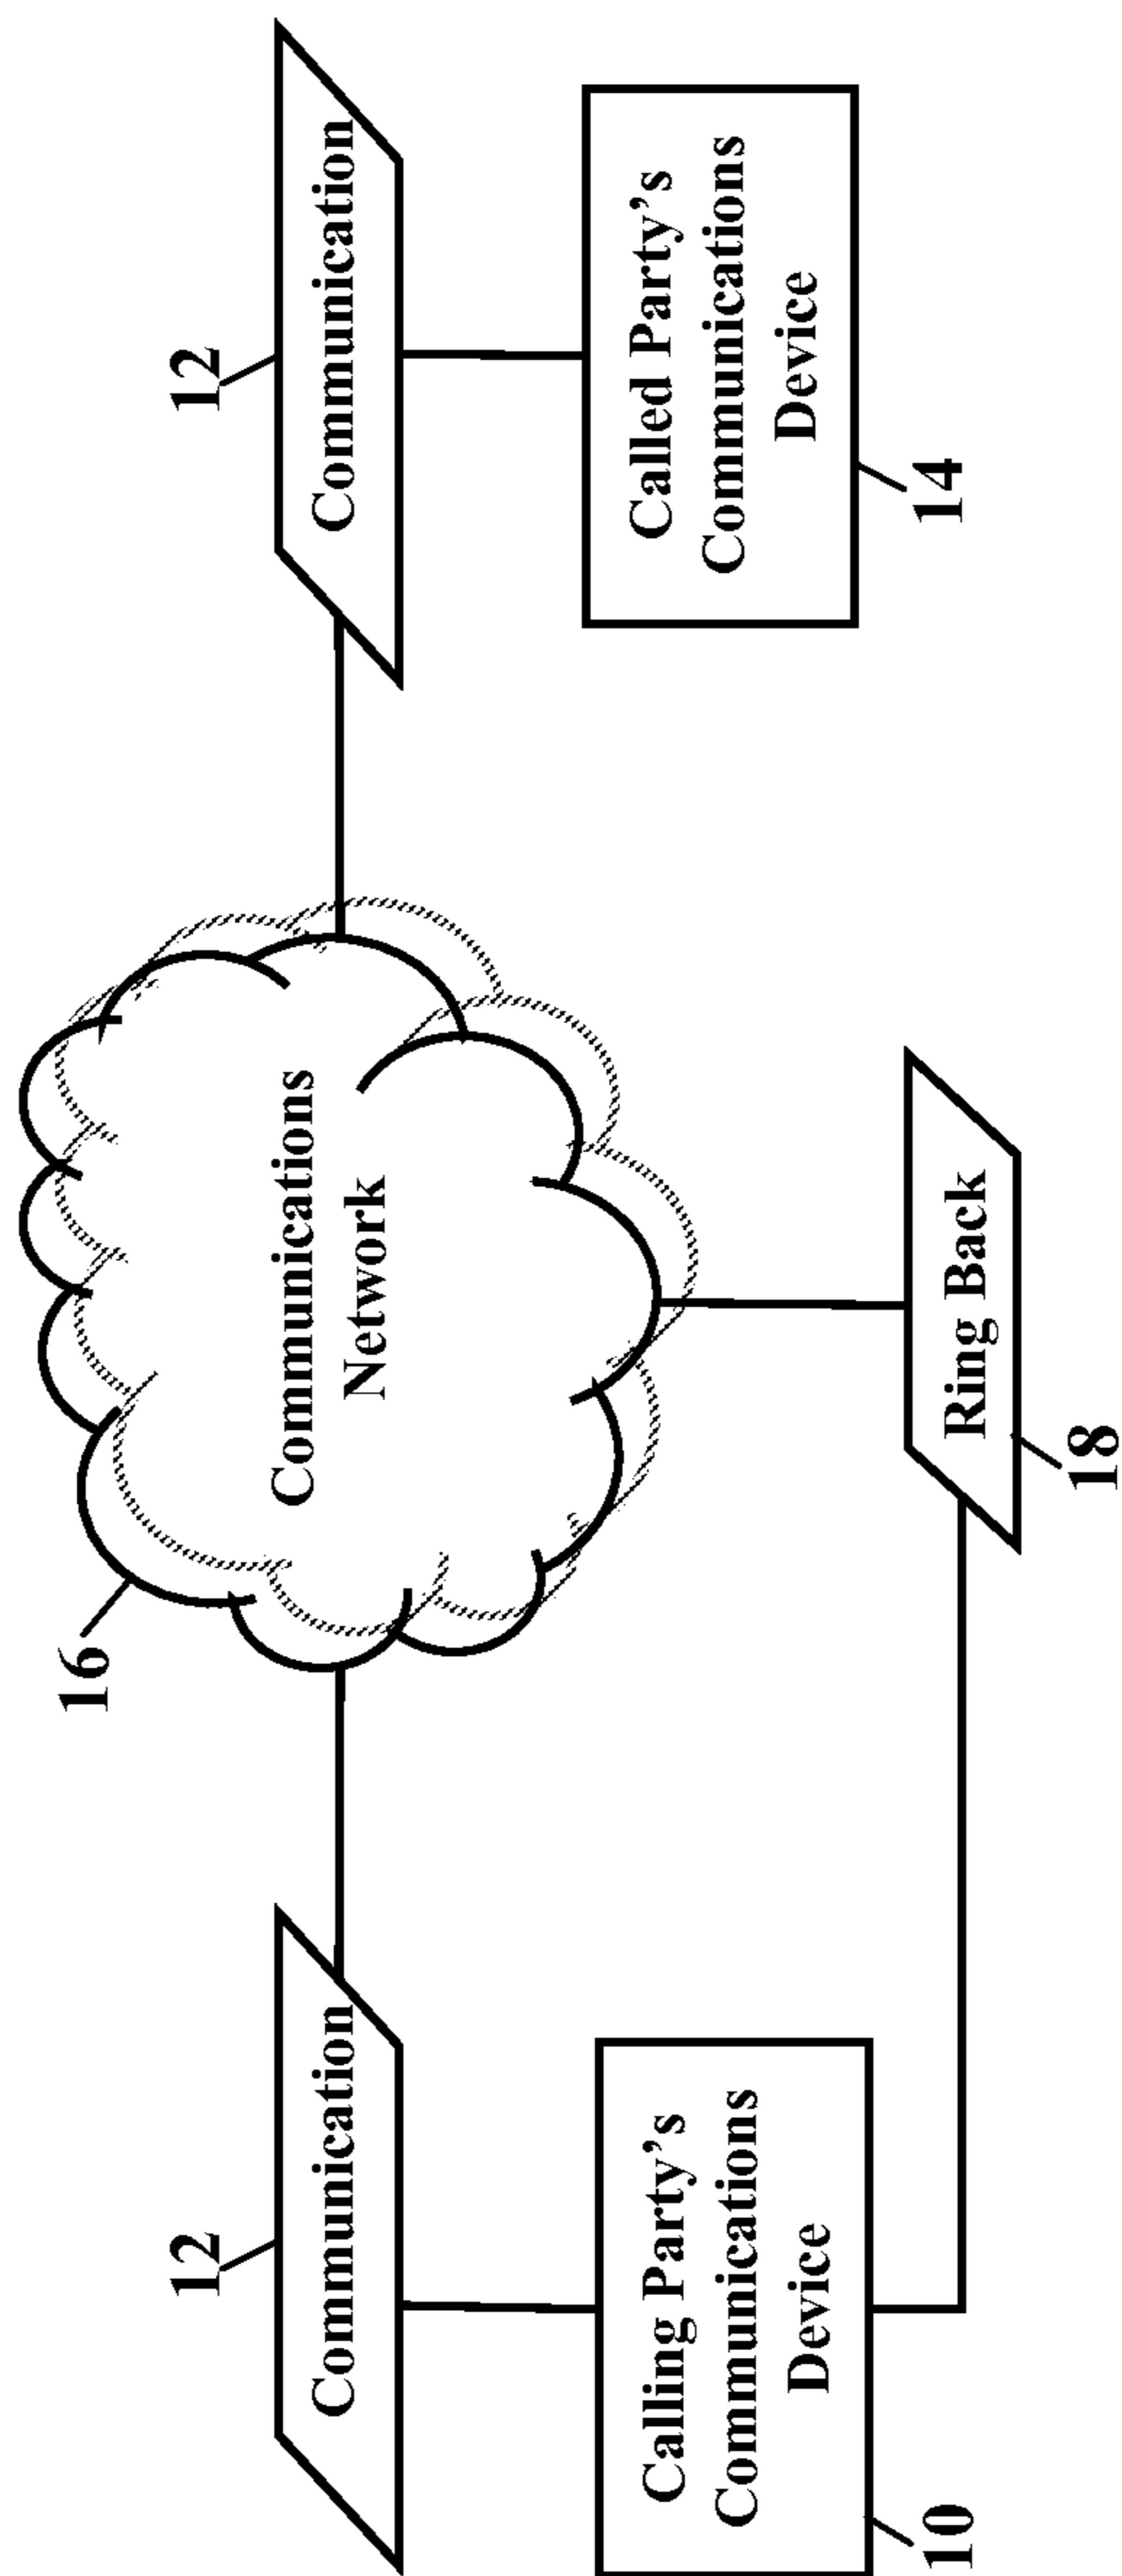 12
Communication
16
Communications
Network
12
Communication
Calling Party’s
Communications
Device
10
Ring Back
18
Called Party’s
Communications
Device
14